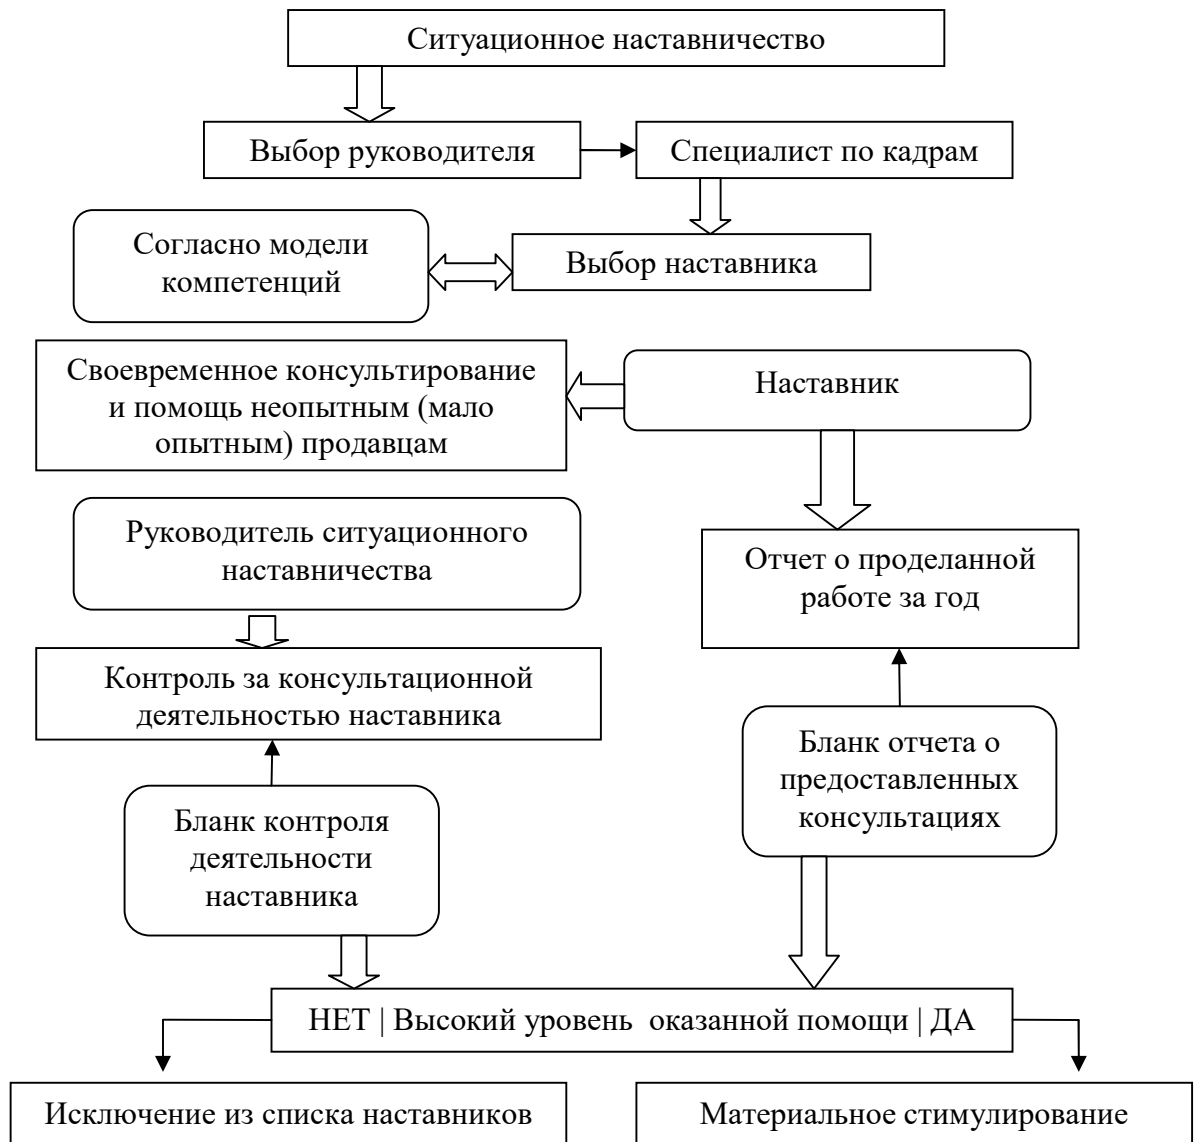 Ситуационное наставничество
Выбор руководителя
Специалист по кадрам
Согласно модели
компетенций
Выбор наставника
Своевременное консультирование
и помощь неопытным (мало
опытным) продавцам
Наставник
Руководитель ситуационного
наставничества
Отчет о проделанной
работе за год
Контроль за консультационной
деятельностью наставника
Бланк отчета о
предоставленных
консультациях
Бланк контроля
деятельности
наставника
НЕТ | Высокий уровень  оказанной помощи | ДА
Исключение из списка наставников
Материальное стимулирование